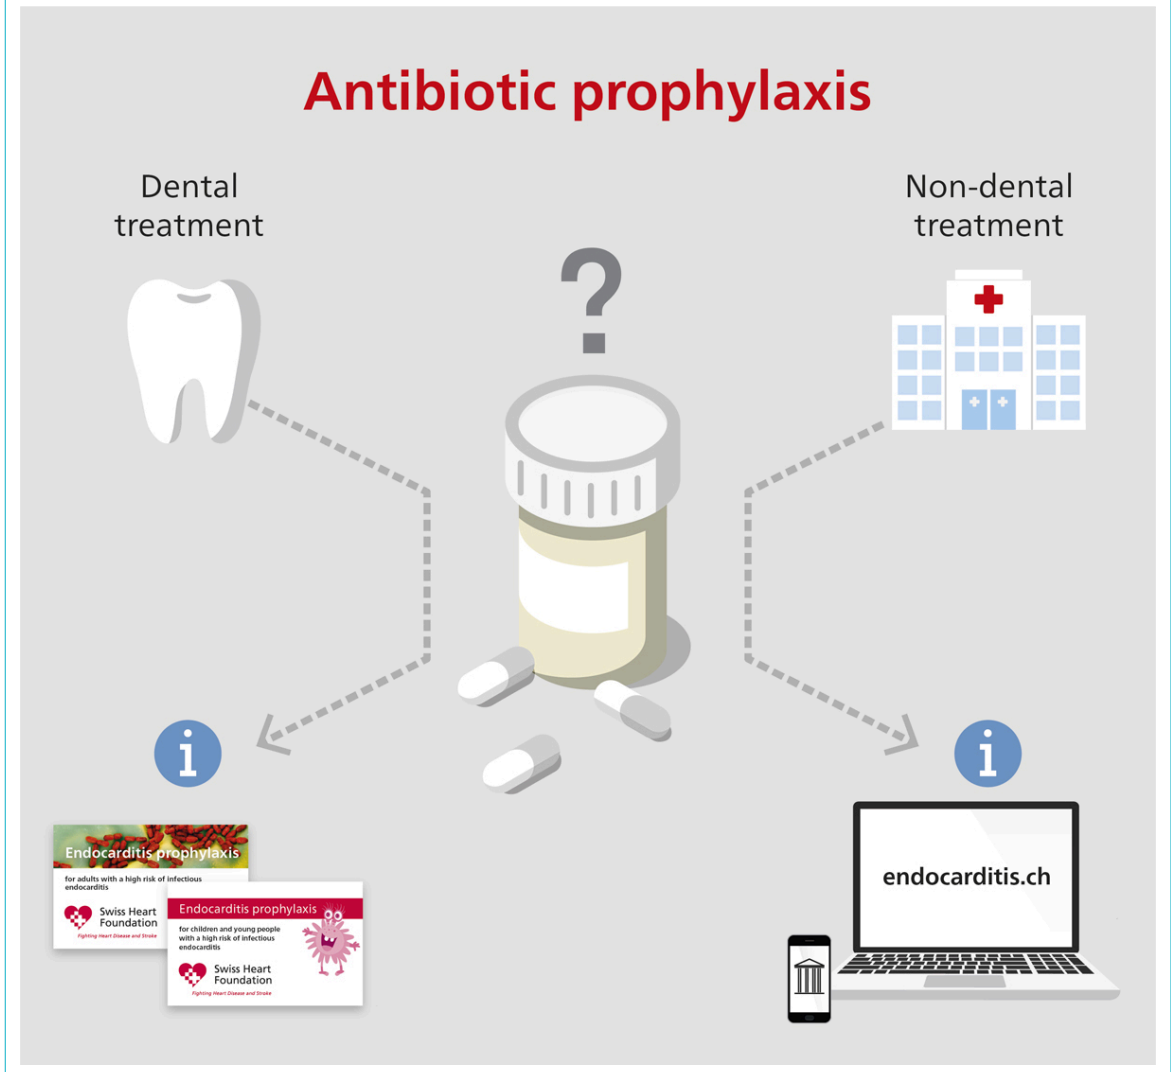 Antibiotic prophylaxis
Dental
treatment
Non-dental
treatment
?
i
i
Endocarditis prophylaxis
for adults with a high risk of infectious
endocarditis
Swiss Heart
Foundation
Fighting Heart Disease and Stroke
Endocarditis prophylaxis
for children and young people
with a high risk of infectious
endocarditis
Swiss Heart
Foundation
Fighting Heart Disease and Stroke
endocarditis.ch